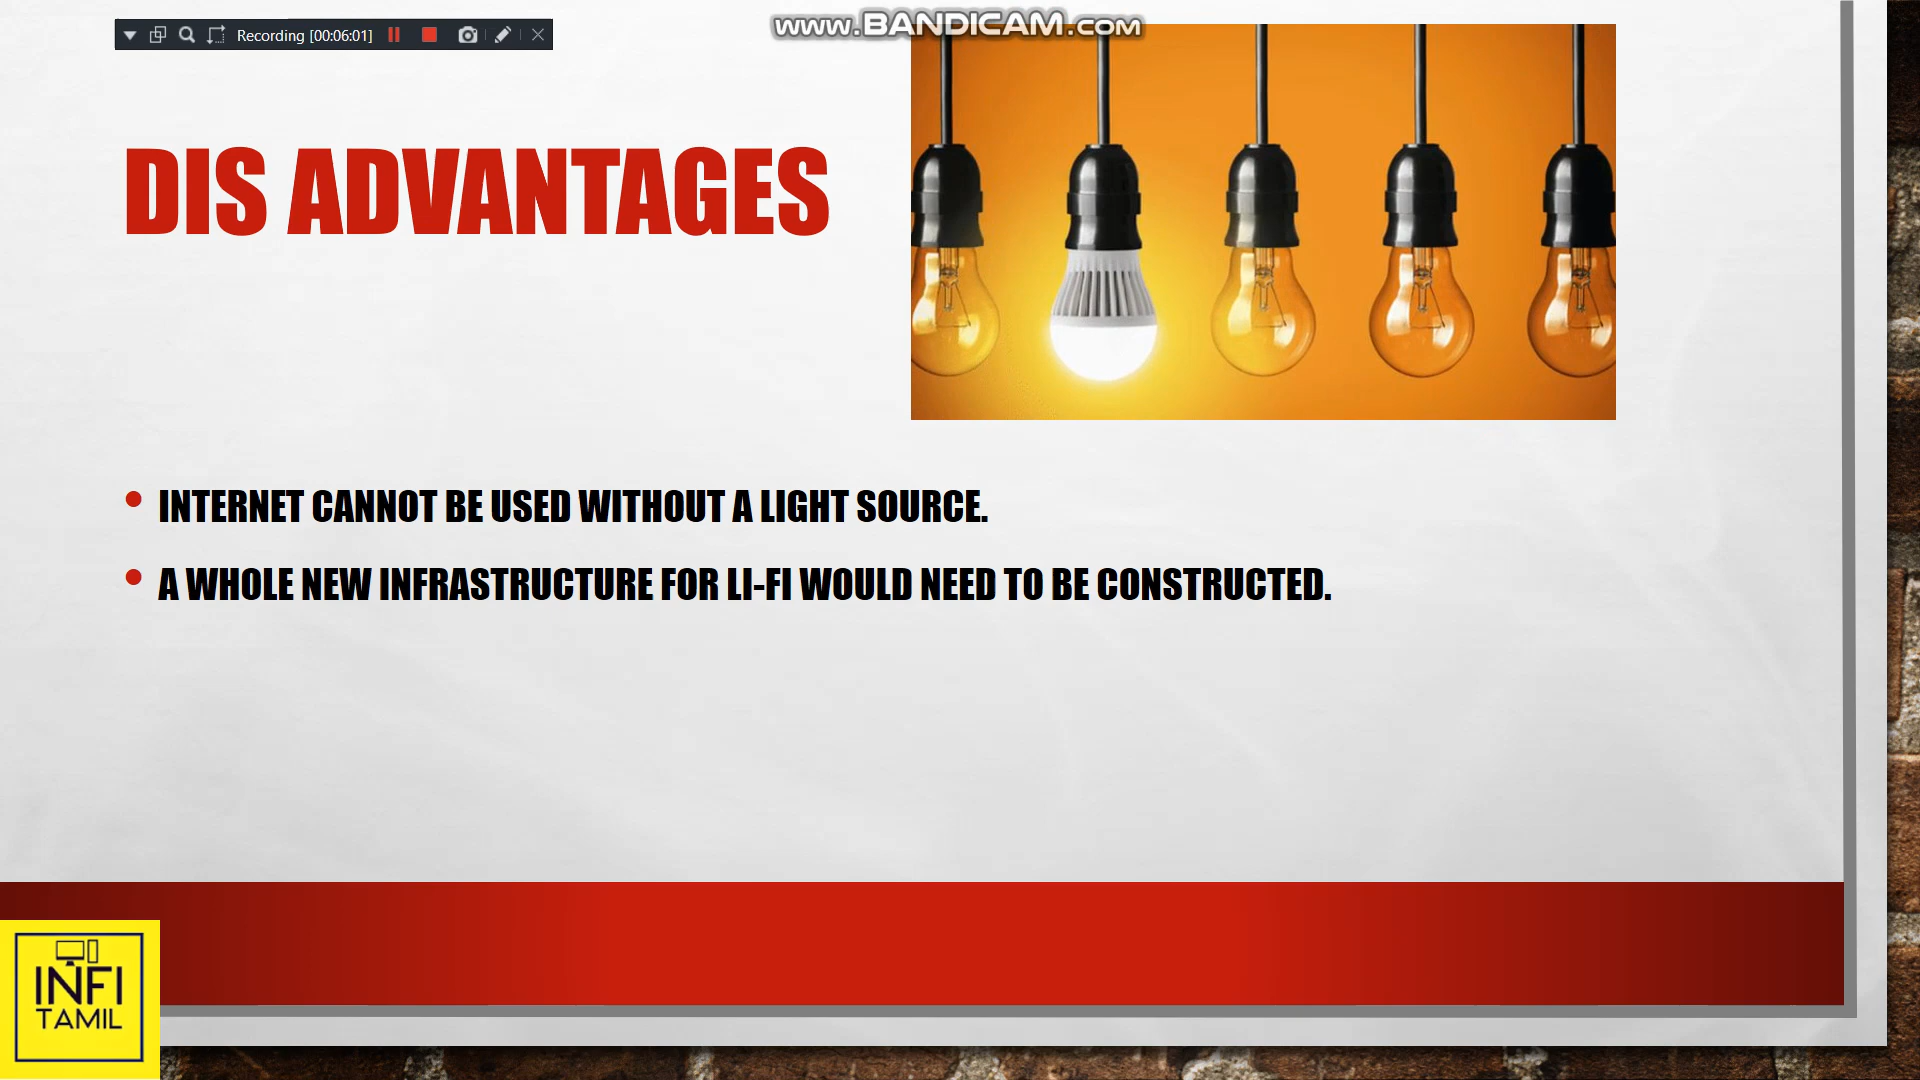 Recording [00:06:01]
www.BANDICAM.com
DIS ADVANTAGES
• INTERNET CANNOT BE USED WITHOUT A LIGHT SOURCE.
• A WHOLE NEW INFRASTRUCTURE FOR LI-FI WOULD NEED TO BE CONSTRUCTED.
INFI
TAMIL